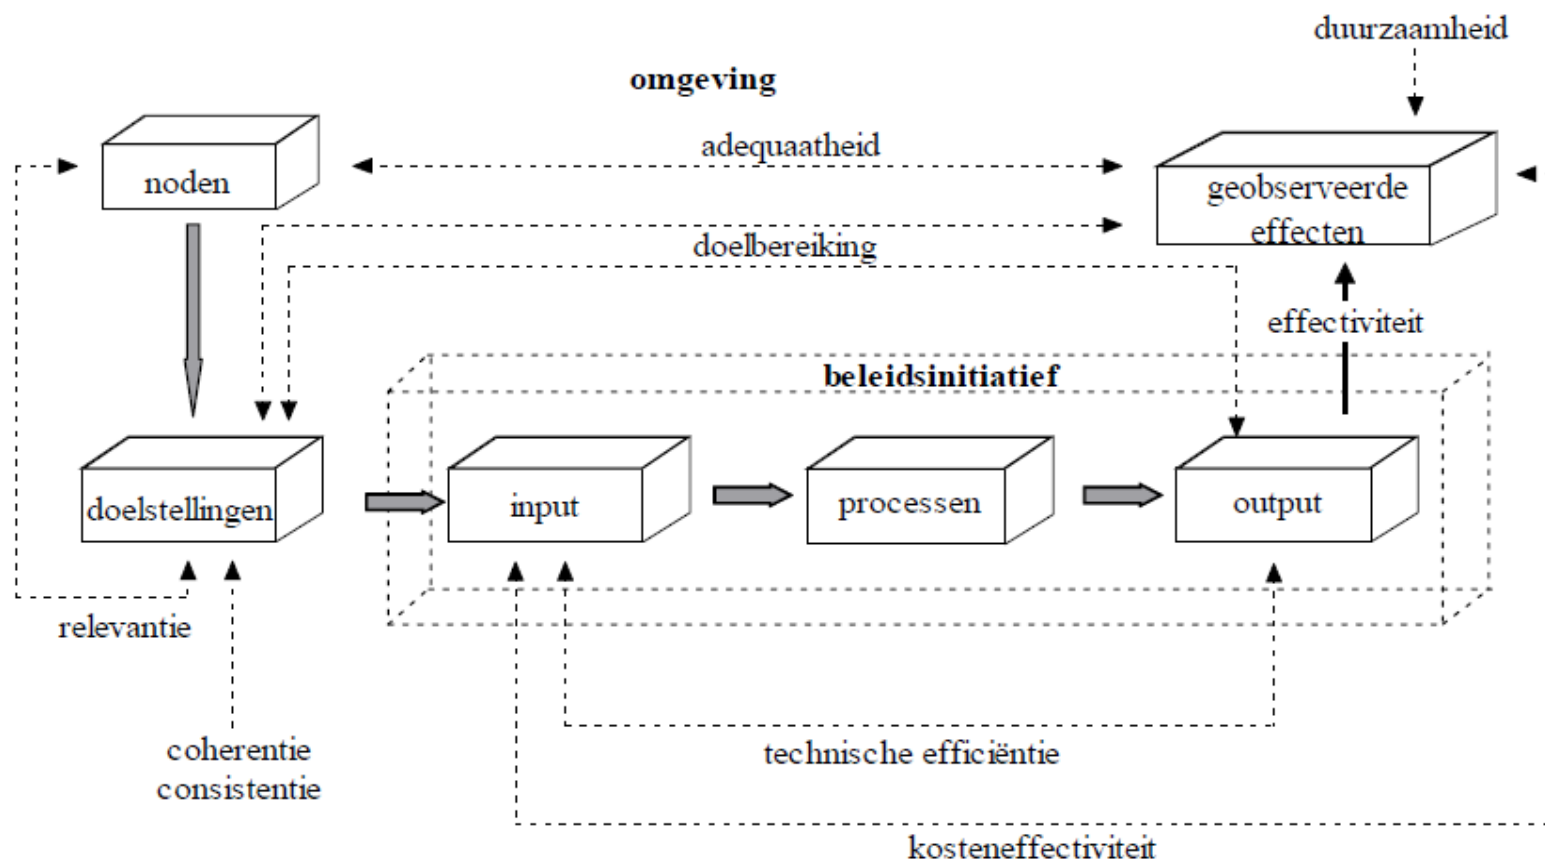 duurzaamheid
omgeving
adequaatheid
noden
geobserveerde
effecten
doelbereiking
effectiviteit
beleidsinitiatief
doelstellingen
input
processen
output
relevantie
coherentie
consistentie
technische efficiëntie
kosteneffectiviteit